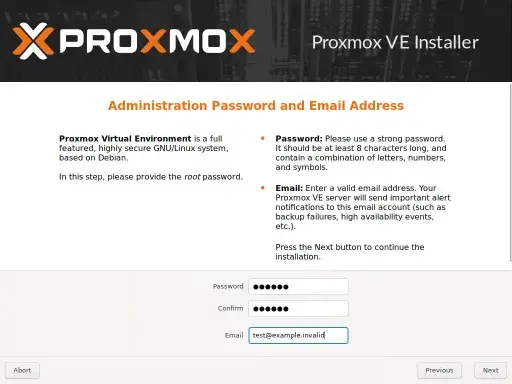 PROXMOX
Proxmox VE Installer
Administration Password and Email Address
Proxmox Virtual Environment is a full
featured, highly secure GNU/Linux system,
based on Debian.
In this step, please provide the root password.
• Password: Please use a strong password.
It should be at least 8 characters long, and
contain a combination of letters, numbers,
and symbols.
• Email: Enter a valid email address. Your
Proxmox VE server will send important alert
notifications to this email account (such as
backup failures, high availability events,
etc.).
Press the Next button to continue the
installation.
Password ●●●●●●
Confirm ●●●●●●
Email test@example.invalid
Abort Previous Next